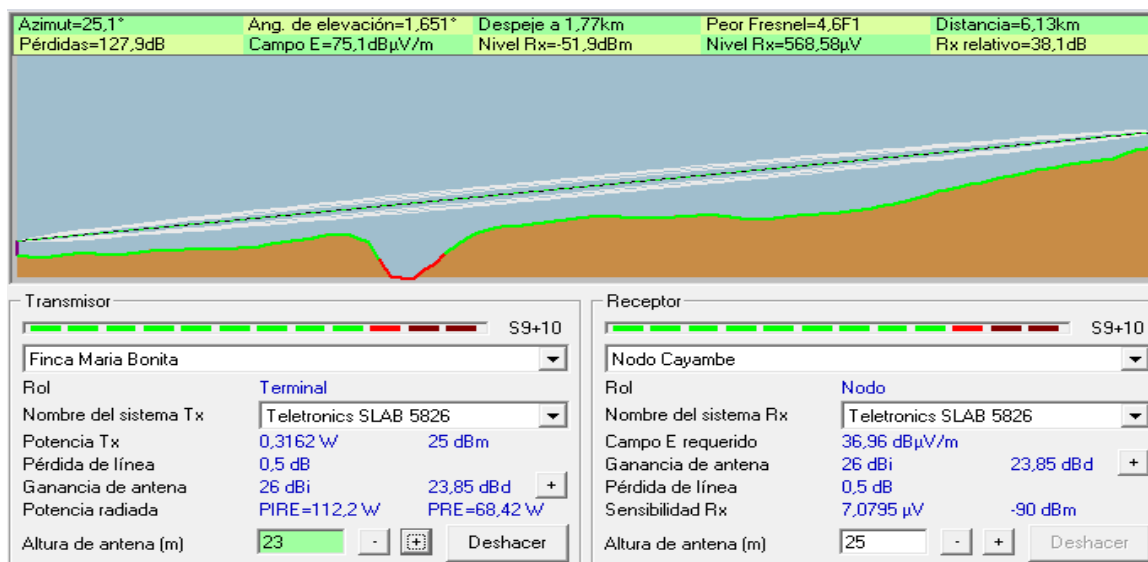 Azimut=25,1° Ang. de elevación=1,651° Despeje a 1,77km Peor Fresnel=4,6F1 Distancia=6,13km
Pérdidas=127,9dB Campo E=75,1dBµV/m Nivel Rx=-51,9dBm Nivel Rx=568,58µV Rx relativo=38,1dB
Transmisor
S9+10
Finca Maria Bonita
Rol Terminal
Nombre del sistema Tx Teletronics SLAB 5826
Potencia Tx 0,3162 W 25 dBm
Pérdida de línea 0,5 dB
Ganancia de antena 26 dBi 23,85 dBd +
Potencia radiada PIRE=112,2 W PRE=68,42 W
Altura de antena (m) 23 - + Deshacer
Receptor
S9+10
Nodo Cayambe
Rol Nodo
Nombre del sistema Rx Teletronics SLAB 5826
Campo E requerido 36,96 dBµV/m
Ganancia de antena 26 dBi 23,85 dBd +
Pérdida de línea 0,5 dB
Sensibilidad Rx 7,0795 µV -90 dBm
Altura de antena (m) 25 - + Deshacer